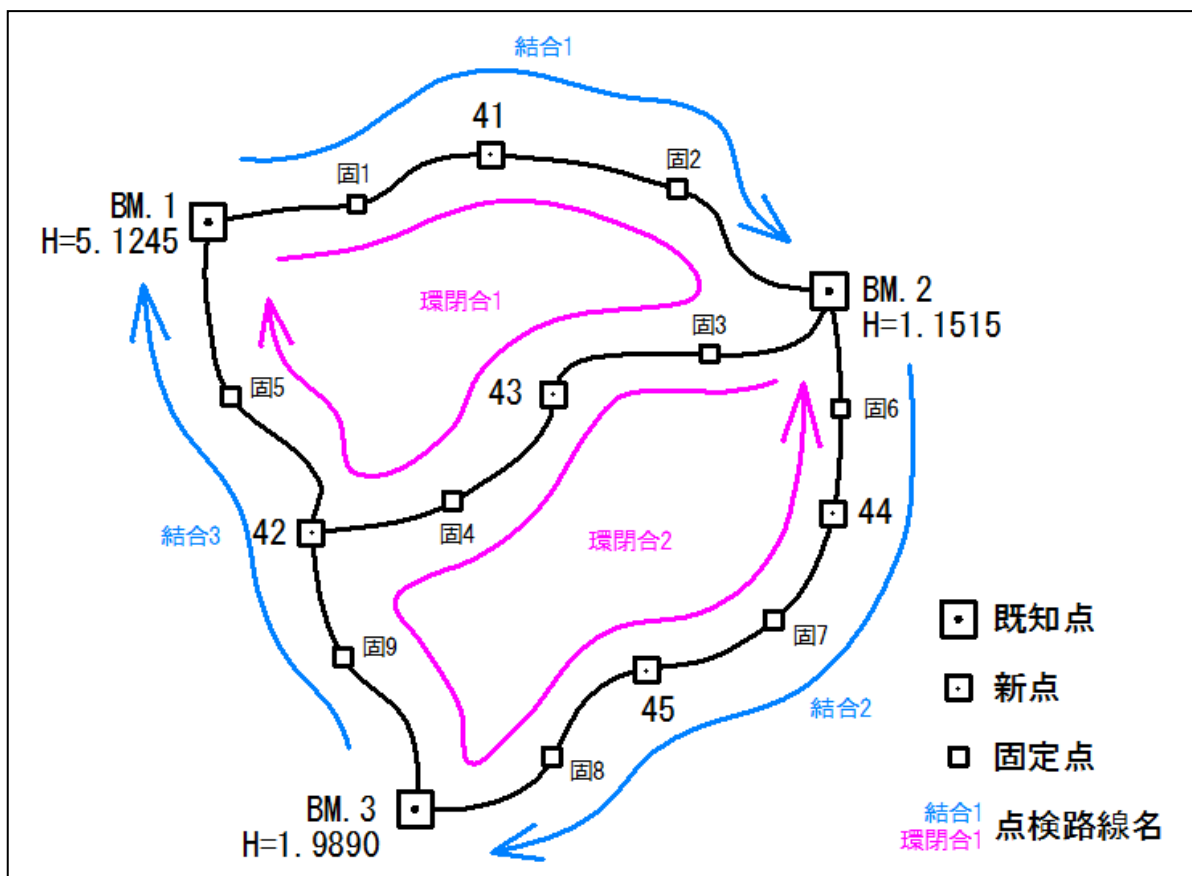 結合1
41
固1
固2
BM.1
H=5.1245
BM.2
H=1.1515
環閉合1
固3
固5
43
固6
結合3
42
固4
環閉合2
44
固9
固7
45
結合2
固8
BM.3
H=1.9890
既知点
新点
固定点
結合1
環閉合1
点検路線名